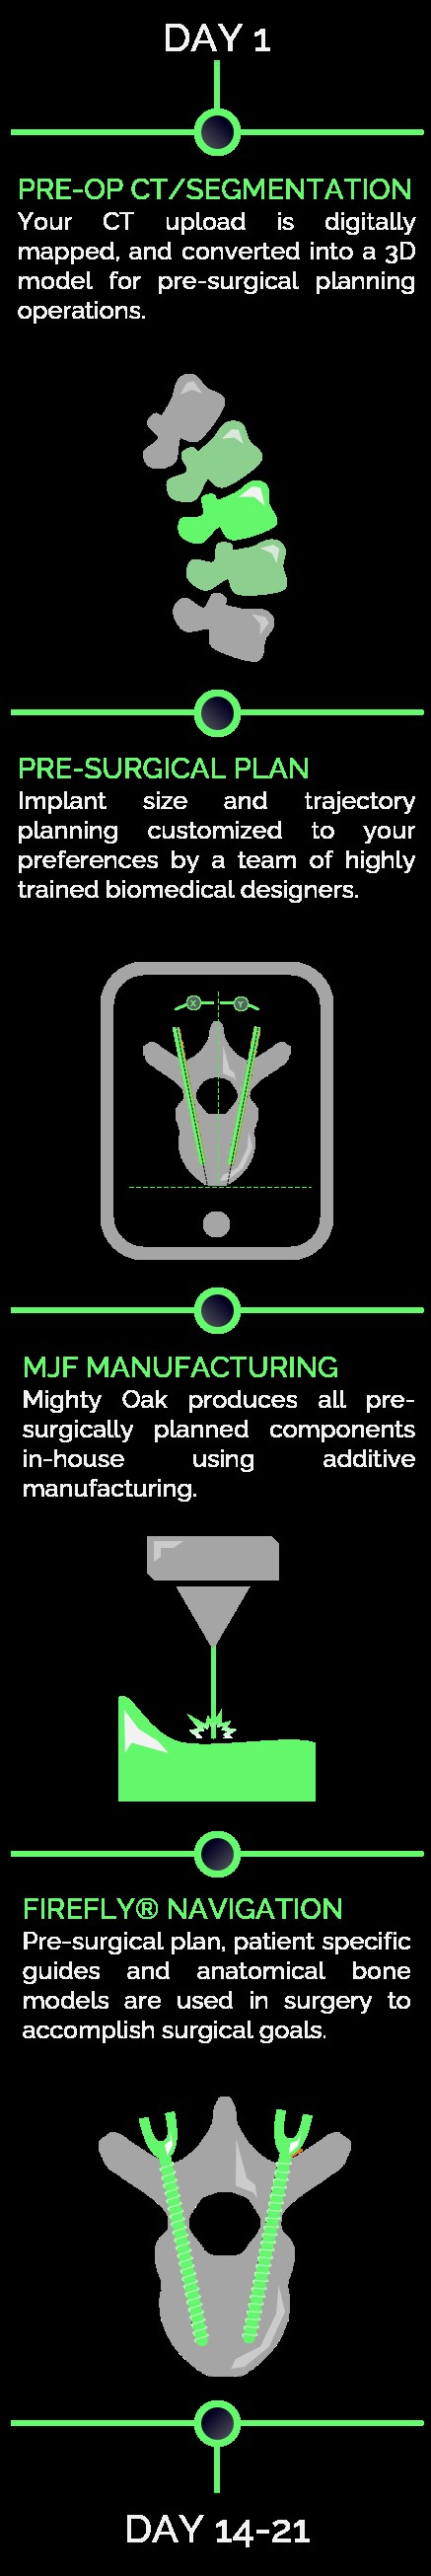 DAY 1
PRE-OP CT/SEGMENTATION
Your CT upload is digitally
mapped, and converted into a 3D
model for pre-surgical planning
operations.
PRE-SURGICAL PLAN
Implant size and trajectory
planning customized to your
preferences by a team of highly
trained biomedical designers.
X Y
MJF MANUFACTURING
Mighty Oak produces all pre-
surgically planned components
in-house using additive
manufacturing.
FIREFLY® NAVIGATION
Pre-surgical plan, patient specific
guides and anatomical bone
models are used in surgery to
accomplish surgical goals.
DAY 14-21